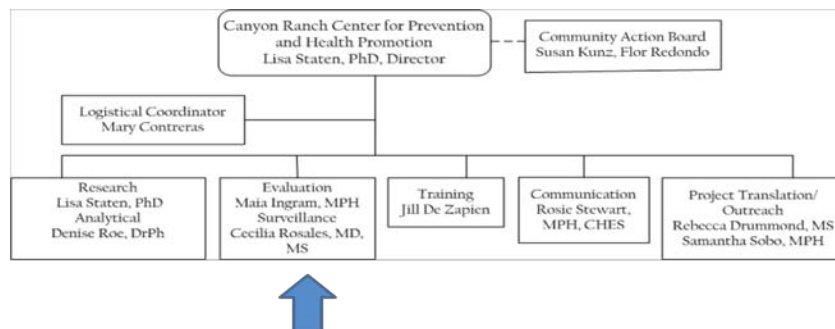 Canyon Ranch Center for Prevention
and Health Promotion
Lisa Staten, PhD, Director
Community Action Board
Susan Kunz, Flor Redondo
Logistical Coordinator
Mary Contreras
Research
Lisa Staten, PhD
Analytical
Denise Roe, DrPh
Evaluation
Maia Ingram, MPH
Surveillance
Cecilia Rosales, MD,
MS
Training
Jill De Zapien
Communication
Rosie Stewart,
MPH, CHES
Project Translation/
Outreach
Rebecca Drummond, MS
Samantha Sobo, MPH